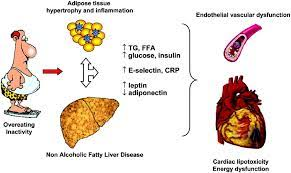 Adipose tissue
hypertrophy and inflammation
Endothelial vascular dysfunction
↑ TG, FFA
↑ glucose, insulin
↑ E-selectin, CRP
↑ leptin
↓ adiponectin
Overeating
Inactivity
Non Alcoholic Fatty Liver Disease
Cardiac lipotoxicity
Energy dysfunction